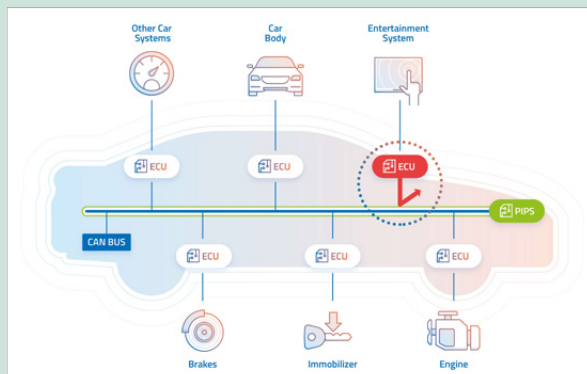 Other Car
Systems
Car
Body
Entertainment
System
ECU
ECU
ECU
PIPS
CAN BUS
ECU
ECU
ECU
Brakes
Immobilizer
Engine